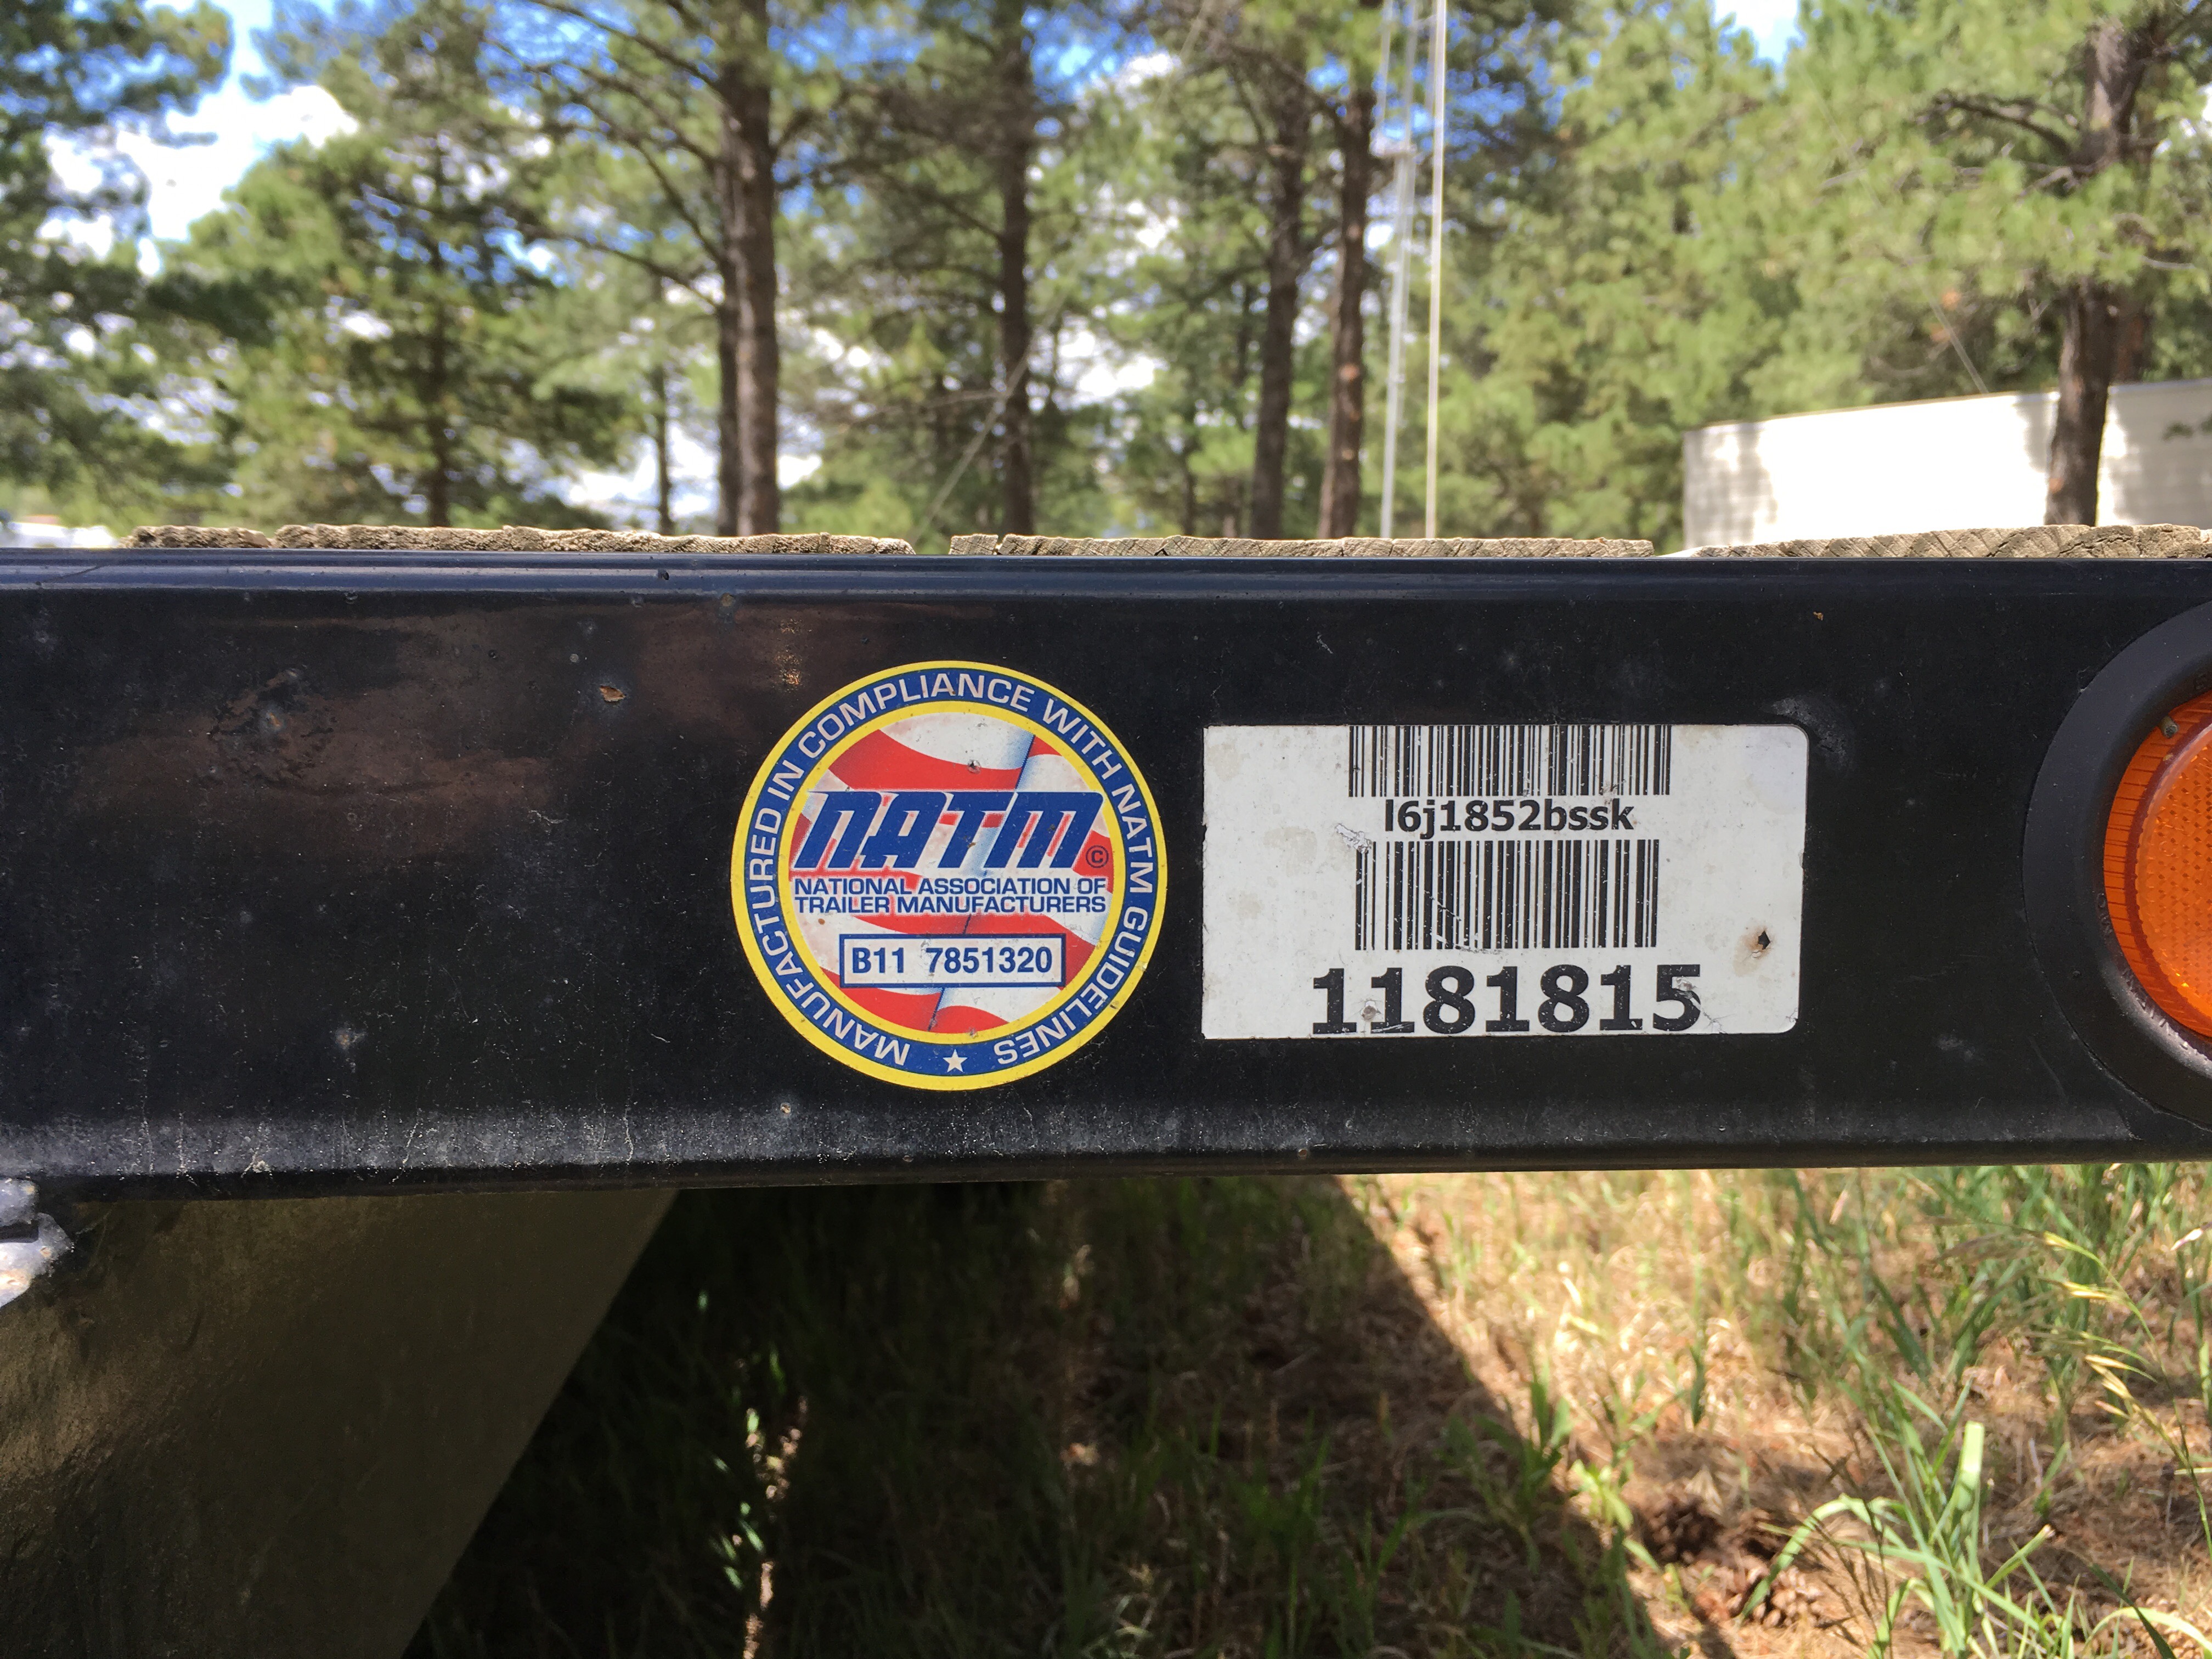 MANUFACTURED IN COMPLIANCE WITH NATM GUIDELINES
NATM ©
NATIONAL ASSOCIATION OF
TRAILER MANUFACTURERS
B11 7851320
l6j1852bssk
1181815